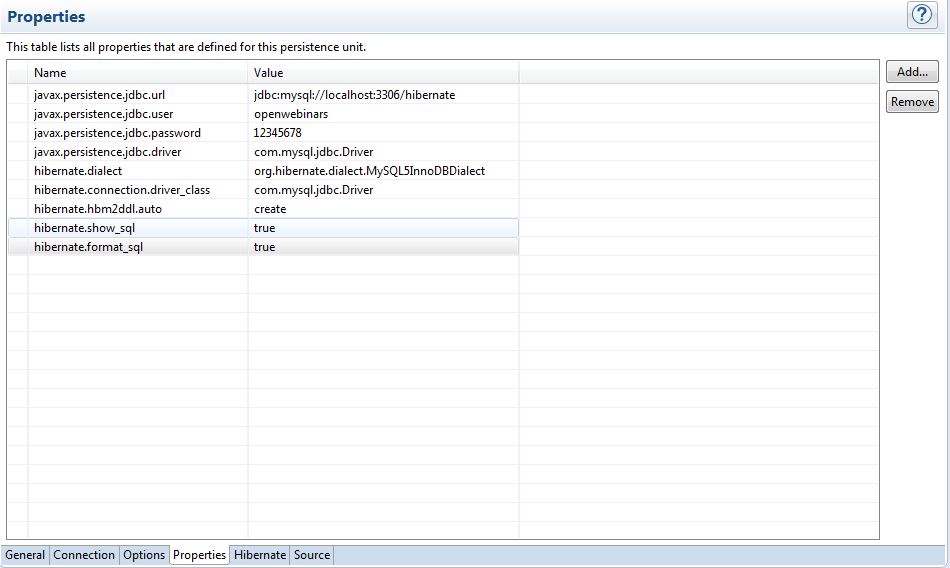 Properties
?
This table lists all properties that are defined for this persistence unit.
Name Value
Add...
javax.persistence.jdbc.url jdbc:mysql://localhost:3306/hibernate
Remove
javax.persistence.jdbc.user openwebinars
javax.persistence.jdbc.password 12345678
javax.persistence.jdbc.driver com.mysql.jdbc.Driver
hibernate.dialect org.hibernate.dialect.MySQL5InnoDBDialect
hibernate.connection.driver_class com.mysql.jdbc.Driver
hibernate.hbm2ddl.auto create
hibernate.show_sql true
hibernate.format_sql true
General Connection Options Properties Hibernate Source